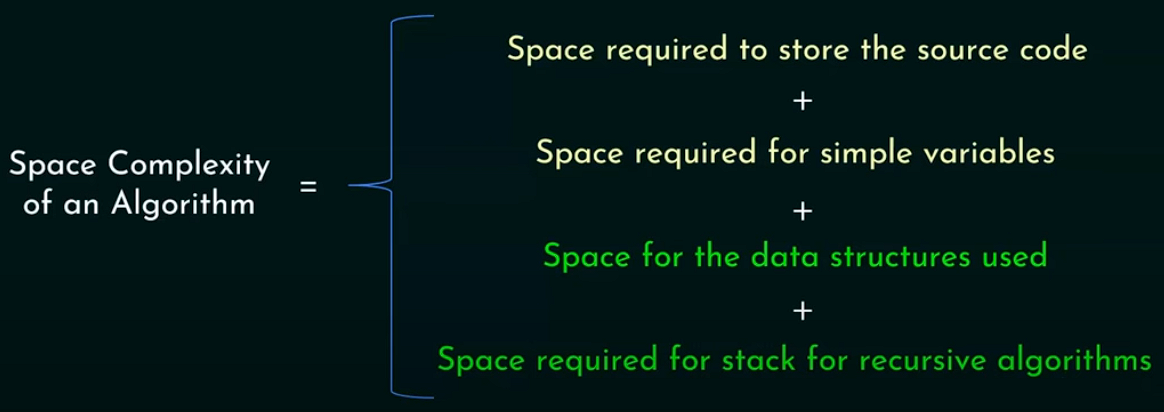 Space Complexity
of an Algorithm
=
Space required to store the source code
+
Space required for simple variables
+
Space for the data structures used
+
Space required for stack for recursive algorithms